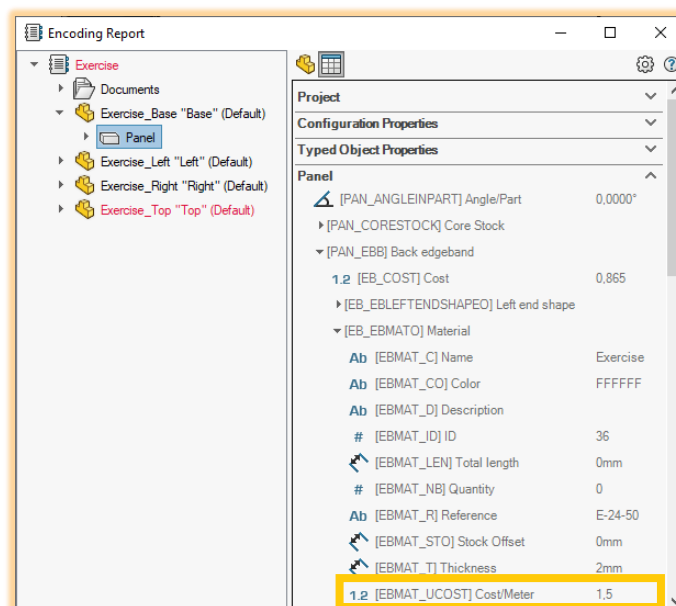 Encoding Report
Exercise
Documents
Exercise_Base "Base" (Default)
Panel
Exercise_Left "Left" (Default)
Exercise_Right "Right" (Default)
Exercise_Top "Top" (Default)
Project
Configuration Properties
Typed Object Properties
Panel
[PAN_ANGLEINPART] Angle/Part 0,0000°
[PAN_CORESTOCK] Core Stock
[PAN_EBB] Back edgeband
1.2 [EB_COST] Cost 0,865
[EB_EBLEFTENDSHAPEO] Left end shape
[EB_EBMATO] Material
Ab [EBMAT_C] Name Exercise
Ab [EBMAT_CO] Color FFFFFF
Ab [EBMAT_D] Description
# [EBMAT_ID] ID 36
[EBMAT_LEN] Total length 0mm
# [EBMAT_NB] Quantity 0
Ab [EBMAT_R] Reference E-24-50
[EBMAT_STO] Stock Offset 0mm
[EBMAT_T] Thickness 2mm
1.2 [EBMAT_UCOST] Cost/Meter 1,5